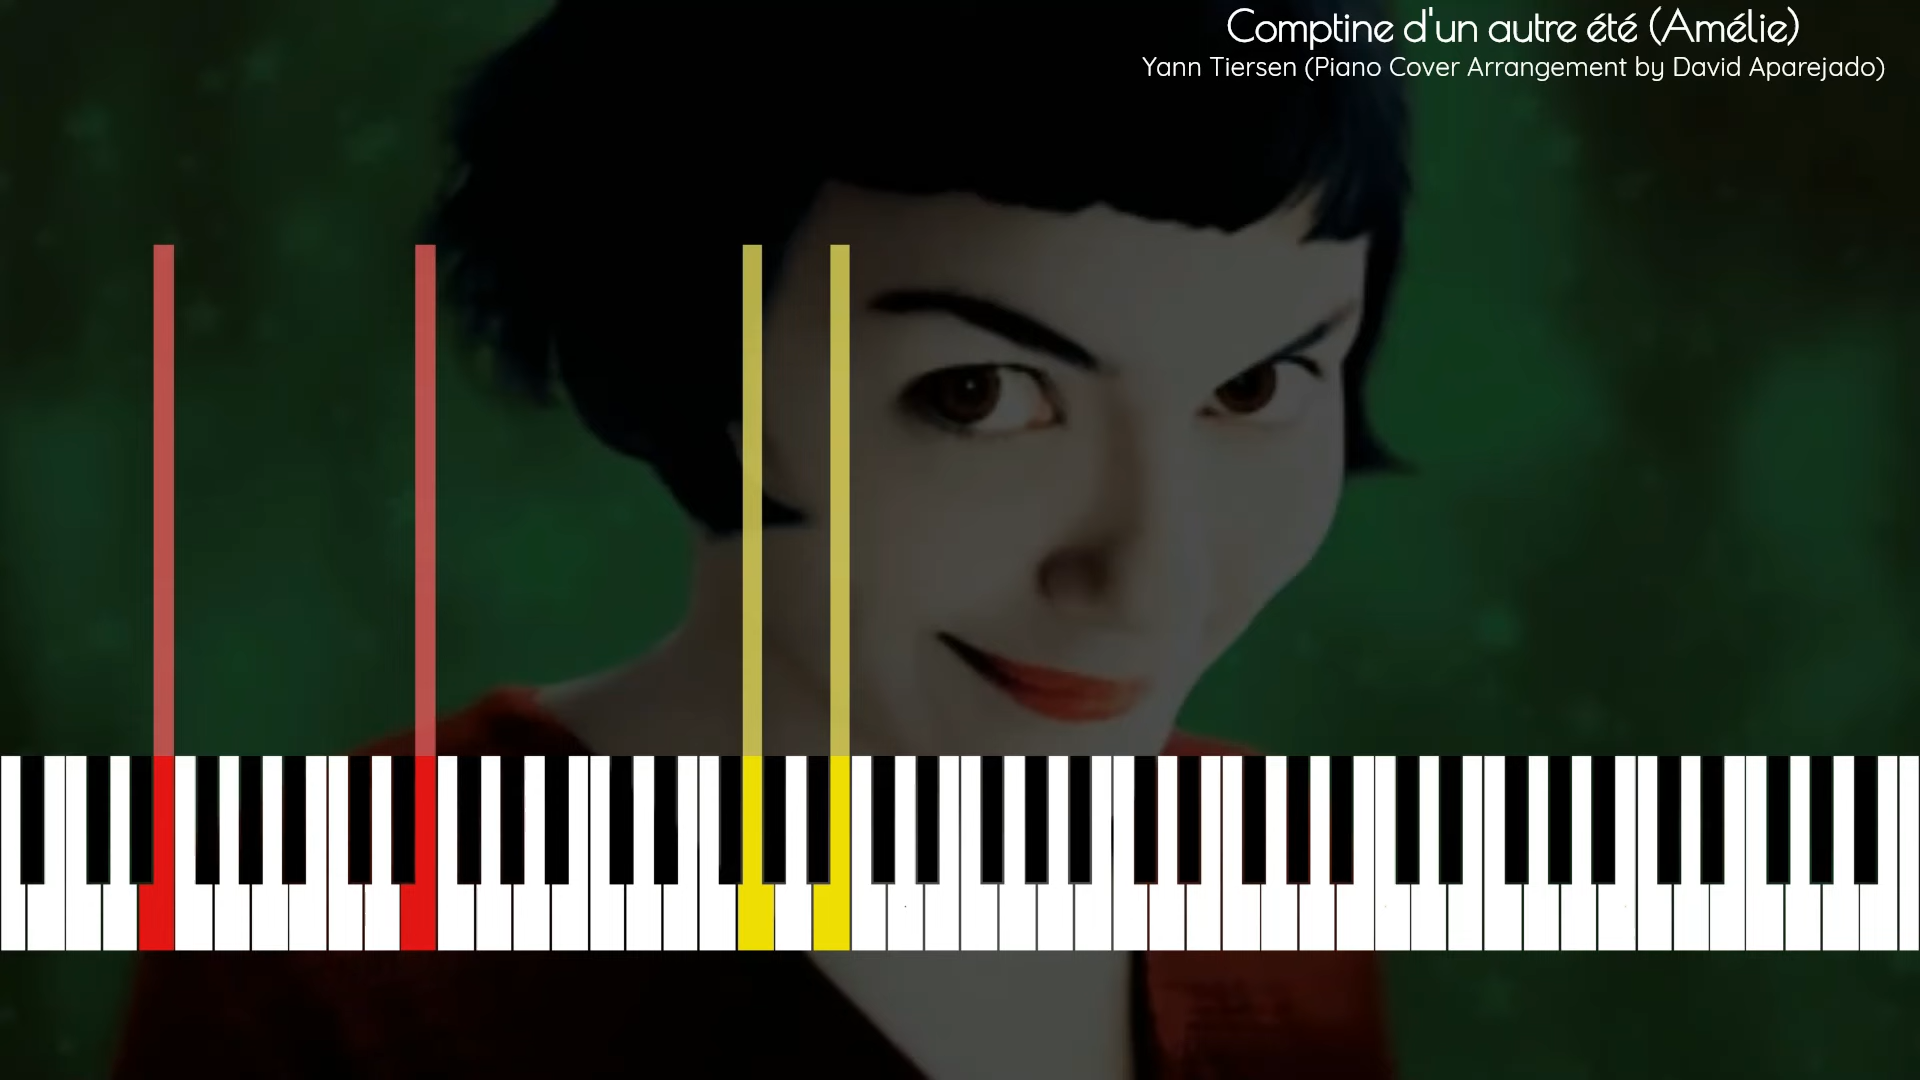 Comptine d'un autre été (Amélie)
Yann Tiersen (Piano Cover Arrangement by David Aparejado)